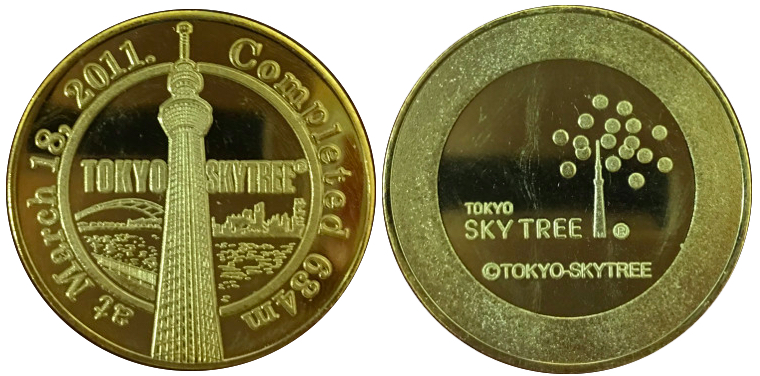 Completed 634m
at March 18, 2011.
TOKYO SKYTREE®
TOKYO
SKY TREE ®
©TOKYO-SKYTREE